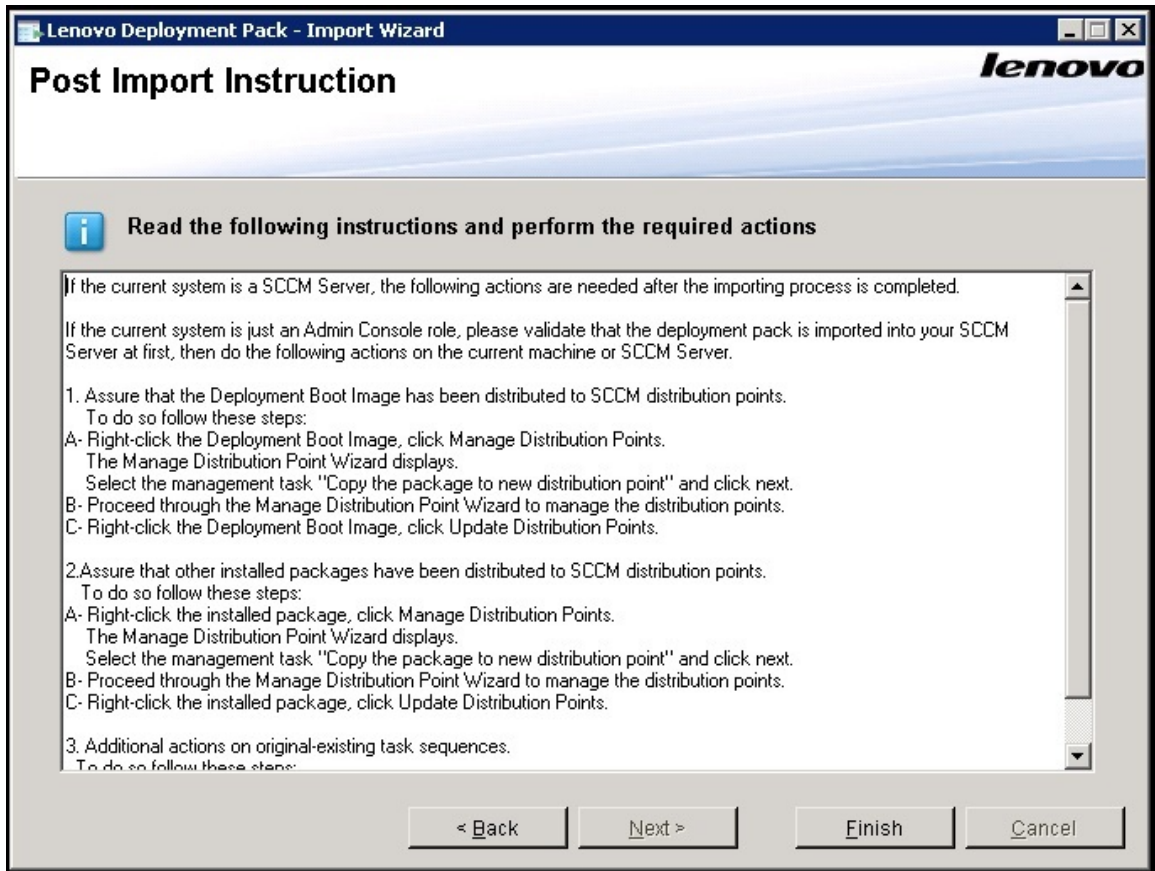 Lenovo Deployment Pack - Import Wizard
Post Import Instruction
lenovo
Read the following instructions and perform the required actions
If the current system is a SCCM Server, the following actions are needed after the importing process is completed.
If the current system is just an Admin Console role, please validate that the deployment pack is imported into your SCCM
Server at first, then do the following actions on the current machine or SCCM Server.
1. Assure that the Deployment Boot Image has been distributed to SCCM distribution points.
To do so follow these steps:
A- Right-click the Deployment Boot Image, click Manage Distribution Points.
The Manage Distribution Point Wizard displays.
Select the management task "Copy the package to new distribution point" and click next.
B- Proceed through the Manage Distribution Point Wizard to manage the distribution points.
C- Right-click the Deployment Boot Image, click Update Distribution Points.
2.Assure that other installed packages have been distributed to SCCM distribution points.
To do so follow these steps:
A- Right-click the installed package, click Manage Distribution Points.
The Manage Distribution Point Wizard displays.
Select the management task "Copy the package to new distribution point" and click next.
B- Proceed through the Manage Distribution Point Wizard to manage the distribution points.
C- Right-click the installed package, click Update Distribution Points.
3. Additional actions on original-existing task sequences.
To do so follow these steps:
< Back
Next >
Finish
Cancel